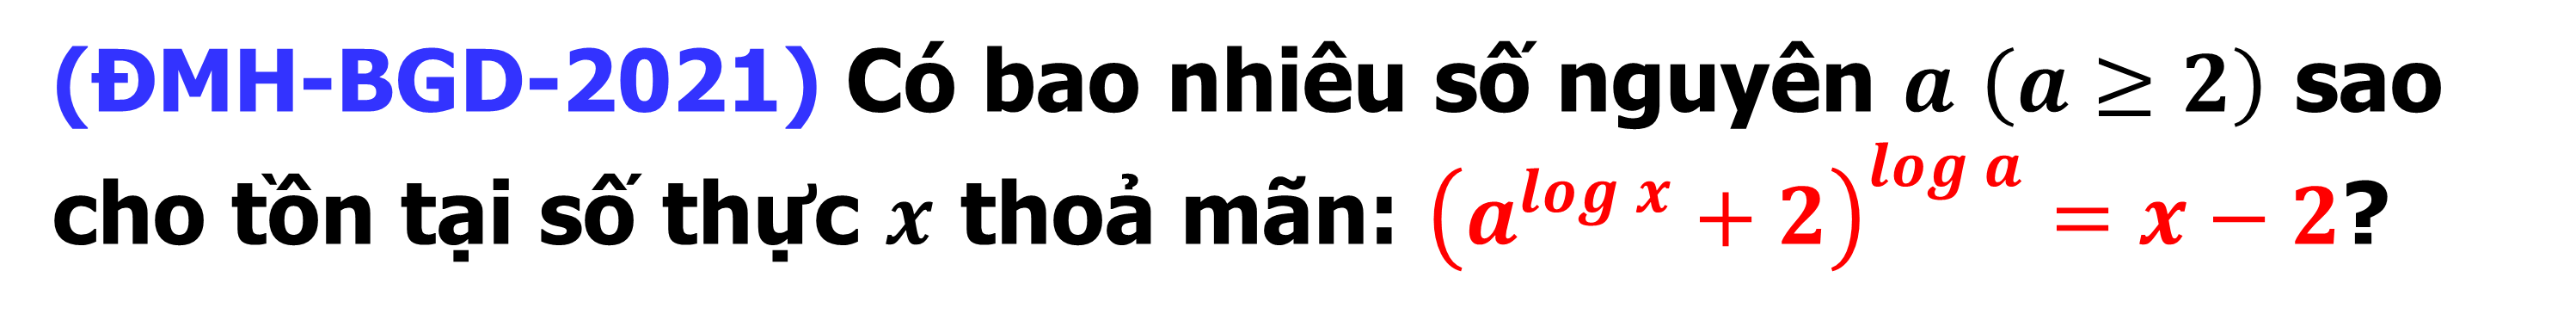 (ĐMH-BGD-2021) Có bao nhiêu số nguyên a (a ≥ 2) sao
cho tồn tại số thực x thoả mãn: (a^{log x} + 2)^{log a} = x − 2?